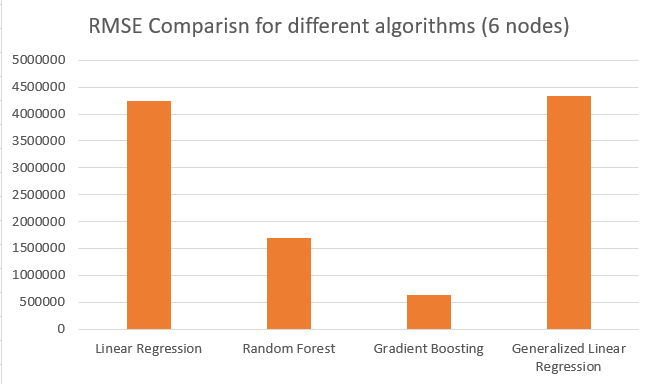 RMSE Comparisn for different algorithms (6 nodes)
5000000
4500000
4000000
3500000
3000000
2500000
2000000
1500000
1000000
500000
0
Linear Regression
Random Forest
Gradient Boosting
Generalized Linear
Regression